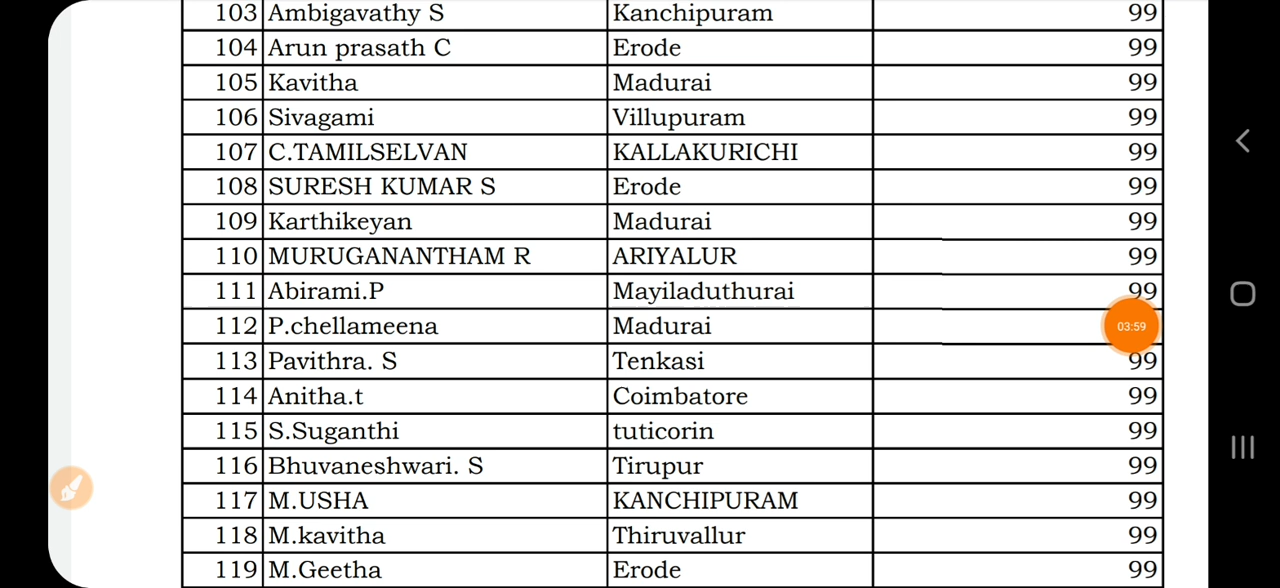 103 Ambigavathy S Kanchipuram 99
104 Arun prasath C Erode 99
105 Kavitha Madurai 99
106 Sivagami Villupuram 99
107 C.TAMILSELVAN KALLAKURICHI 99
108 SURESH KUMAR S Erode 99
109 Karthikeyan Madurai 99
110 MURUGANANTHAM R ARIYALUR 99
111 Abirami.P Mayiladuthurai 99
112 P.chellameena Madurai 03:59
113 Pavithra. S Tenkasi 99
114 Anitha.t Coimbatore 99
115 S.Suganthi tuticorin 99
116 Bhuvaneshwari. S Tirupur 99
117 M.USHA KANCHIPURAM 99
118 M.kavitha Thiruvallur 99
119 M.Geetha Erode 99